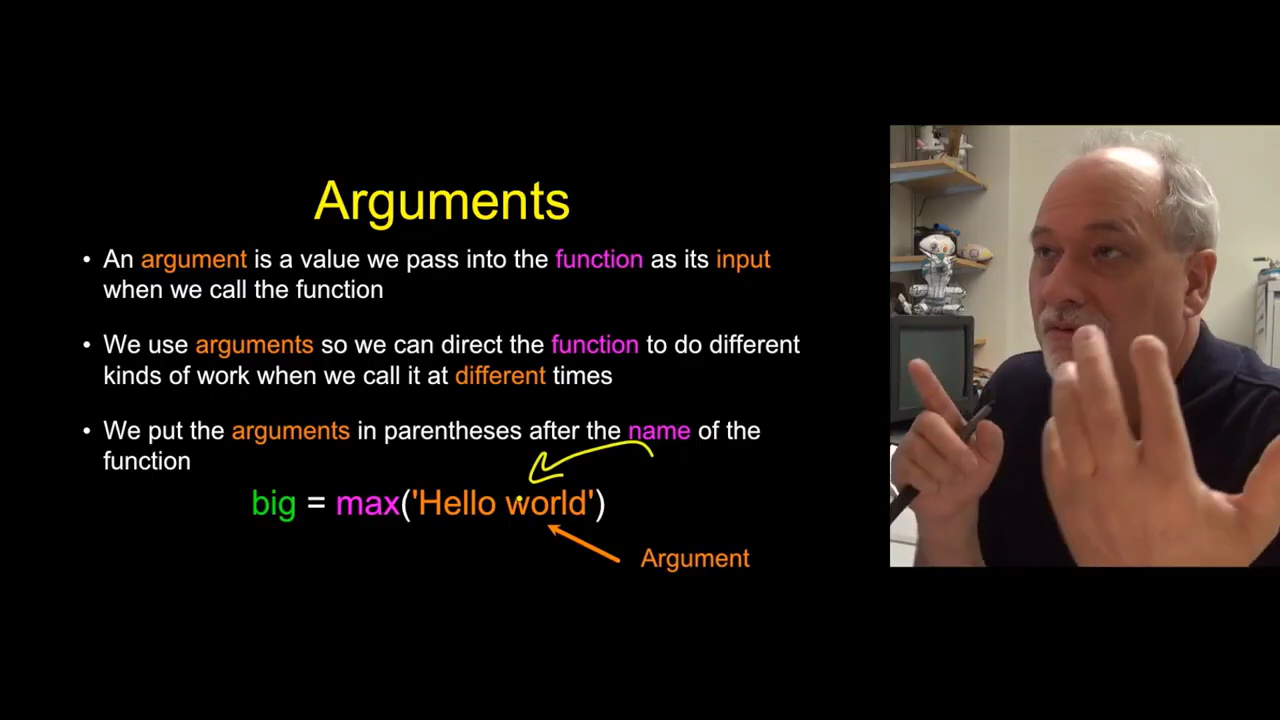 Arguments
• An argument is a value we pass into the function as its input
when we call the function
• We use arguments so we can direct the function to do different
kinds of work when we call it at different times
• We put the arguments in parentheses after the name of the
function
big = max('Hello world')
Argument